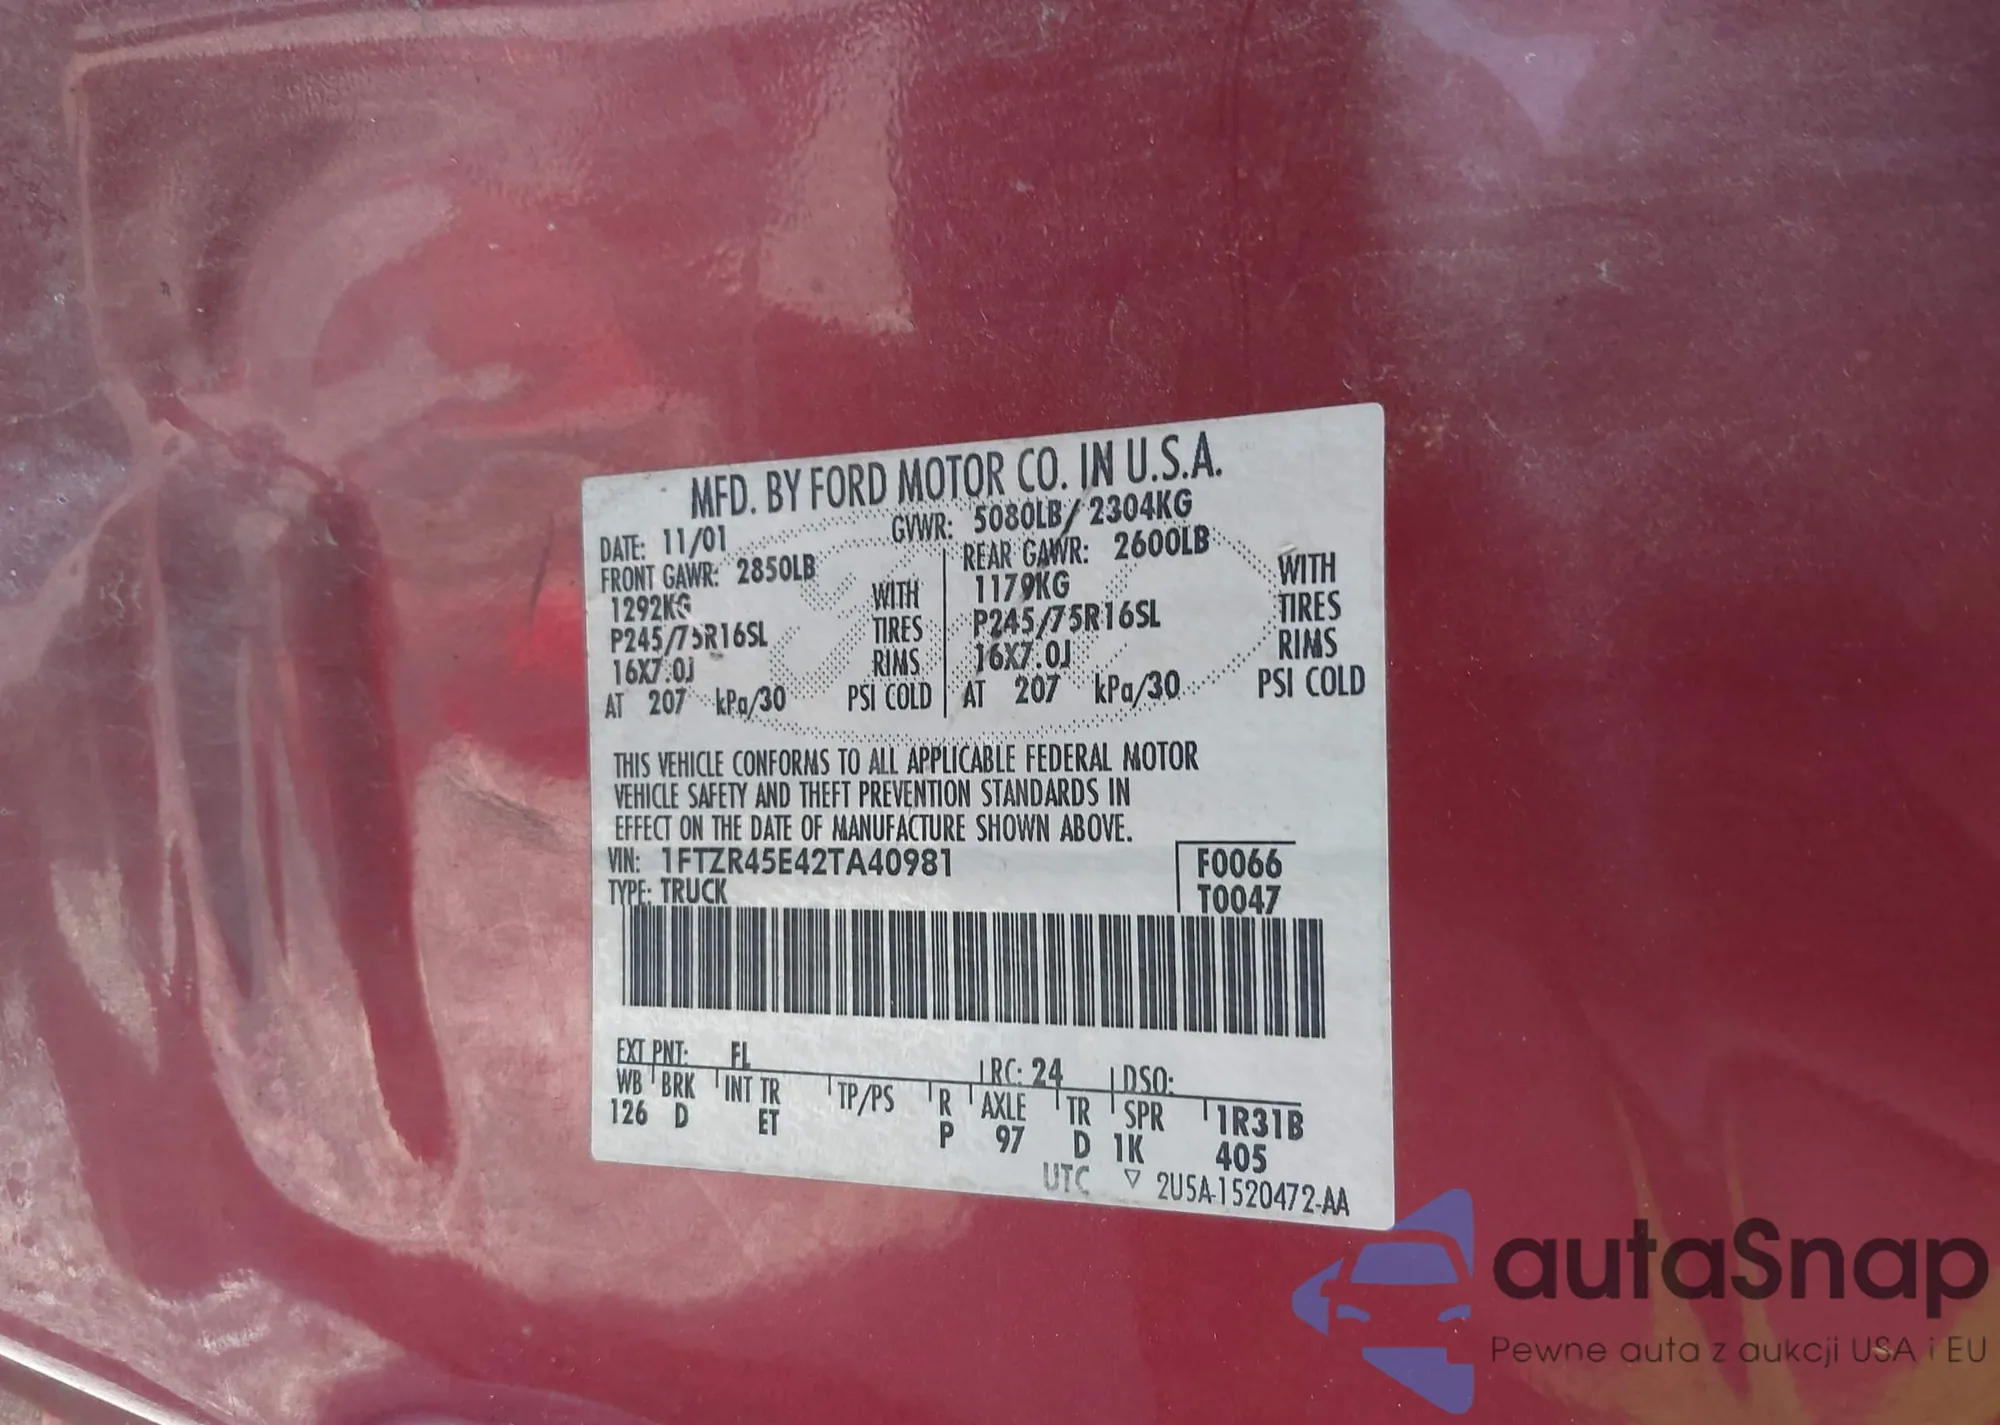 MFD. BY FORD MOTOR CO. IN U.S.A.
DATE: 11/01 GVWR: 5080LB/ 2304KG
FRONT GAWR: 2850LB REAR GAWR: 2600LB
1292KG WITH 1179KG WITH
P245/75R16SL TIRES P245/75R16SL TIRES
16X7.0J RIMS 16X7.0J RIMS
AT 207 kPa/30 PSI COLD AT 207 kPa/30 PSI COLD
THIS VEHICLE CONFORMS TO ALL APPLICABLE FEDERAL MOTOR
VEHICLE SAFETY AND THEFT PREVENTION STANDARDS IN
EFFECT ON THE DATE OF MANUFACTURE SHOWN ABOVE.
VIN: 1FTZR45E42TA40981 F0066
TYPE: TRUCK T0047
EXT PNT: FL RC: 24 DSO:
WB BRK INT TR TP/PS R AXLE TR SPR 1R31B
126 D ET P 97 D 1K 405
UTC ▽ 2U5A-1520472-AA
autaSnap
Pewne auta z aukcji USA i EU